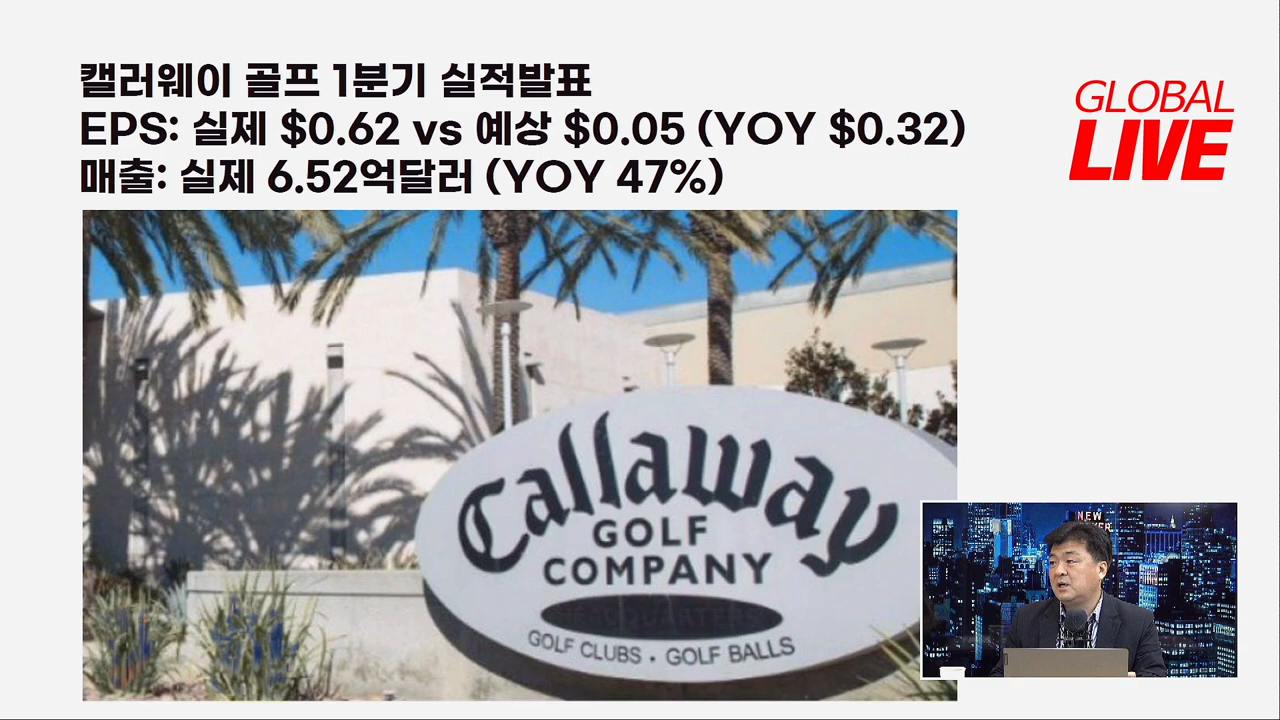 캘러웨이 골프 1분기 실적발표
EPS: 실제 $0.62 vs 예상 $0.05 (YOY $0.32)
매출: 실제 6.52억달러 (YOY 47%)
GLOBAL
LIVE
Callaway
GOLF
COMPANY
GOLF CLUBS • GOLF BALLS
NEW